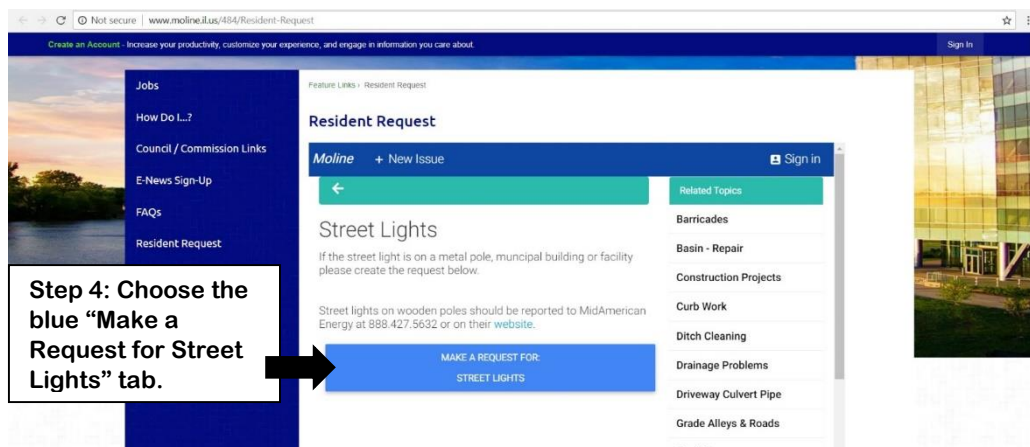 Not secure www.moline.il.us/484/Resident-Request
Create an Account - Increase your productivity, customize your experience, and engage in information you care about. Sign In
Jobs
How Do I...?
Council / Commission Links
E-News Sign-Up
FAQs
Resident Request
Feature Links › Resident Request
Resident Request
Moline + New Issue Sign in
Street Lights
If the street light is on a metal pole, muncipal building or facility
please create the request below.
Street lights on wooden poles should be reported to MidAmerican
Energy at 888.427.5632 or on their website.
MAKE A REQUEST FOR:
STREET LIGHTS
Related Topics
Barricades
Basin - Repair
Construction Projects
Curb Work
Ditch Cleaning
Drainage Problems
Driveway Culvert Pipe
Grade Alleys & Roads
Step 4: Choose the
blue “Make a
Request for Street
Lights” tab.